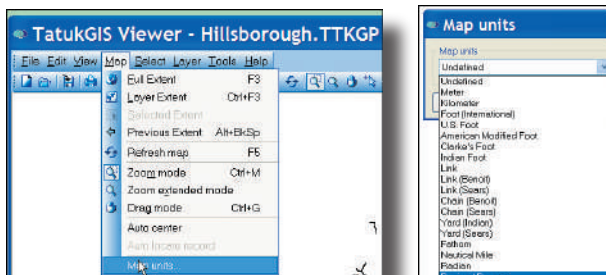 TatukGIS Viewer - Hillsborough.TTKGP
File Edit View Map Select Layer Tools Help
Full Extent F3
Layer Extent Ctrl+F3
Selected Extent
Previous Extent Alt+BkSp
Refresh map F5
Zoom mode Ctrl+M
Zoom extended mode
Drag mode Ctrl+G
Auto center
Auto locate record
Map units...
Map units
Map units
Undefined
Undefined
Meter
Kilometer
Foot (International)
U.S. Foot
American Modified Foot
Clarke's Foot
Indian Foot
Link
Link (Benoit)
Link (Sears)
Chain (Benoit)
Chain (Sears)
Yard (Indian)
Yard (Sears)
Fathom
Nautical Mile
Radian